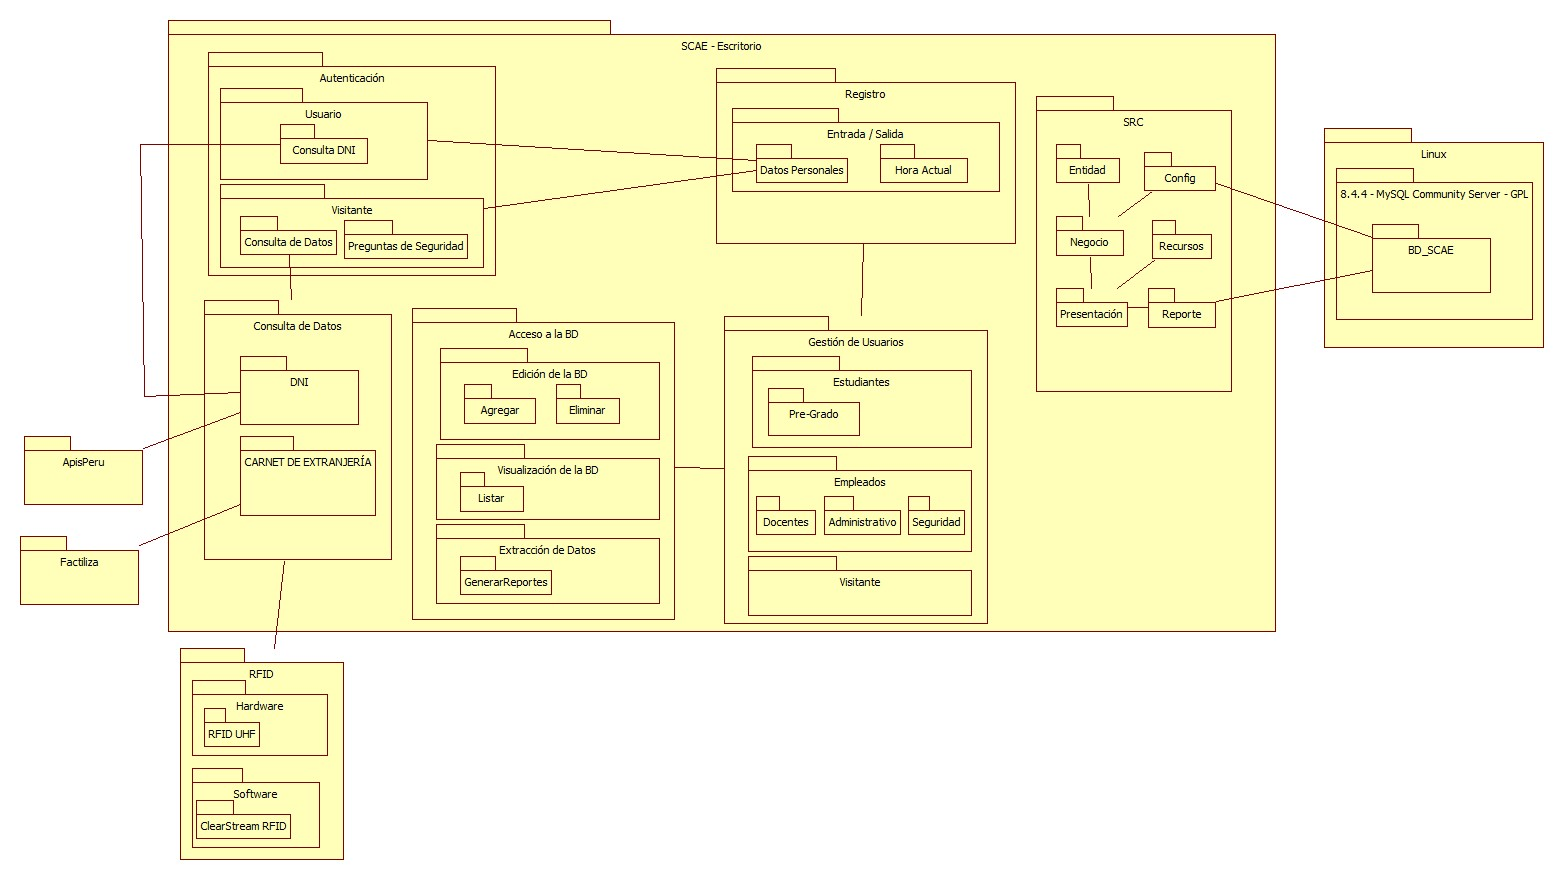 SCAE - Escritorio
Autenticación
Usuario
Consulta DNI
Visitante
Consulta de Datos
Preguntas de Seguridad
Registro
Entrada / Salida
Datos Personales
Hora Actual
SRC
Entidad
Config
Negocio
Recursos
Presentación
Reporte
Linux
8.4.4 - MySQL Community Server - GPL
BD_SCAE
Consulta de Datos
DNI
CARNET DE EXTRANJERÍA
Acceso a la BD
Edición de la BD
Agregar
Eliminar
Visualización de la BD
Listar
Extracción de Datos
GenerarReportes
Gestión de Usuarios
Estudiantes
Pre-Grado
Empleados
Docentes
Administrativo
Seguridad
Visitante
ApisPeru
Factiliza
RFID
Hardware
RFID UHF
Software
ClearStream RFID